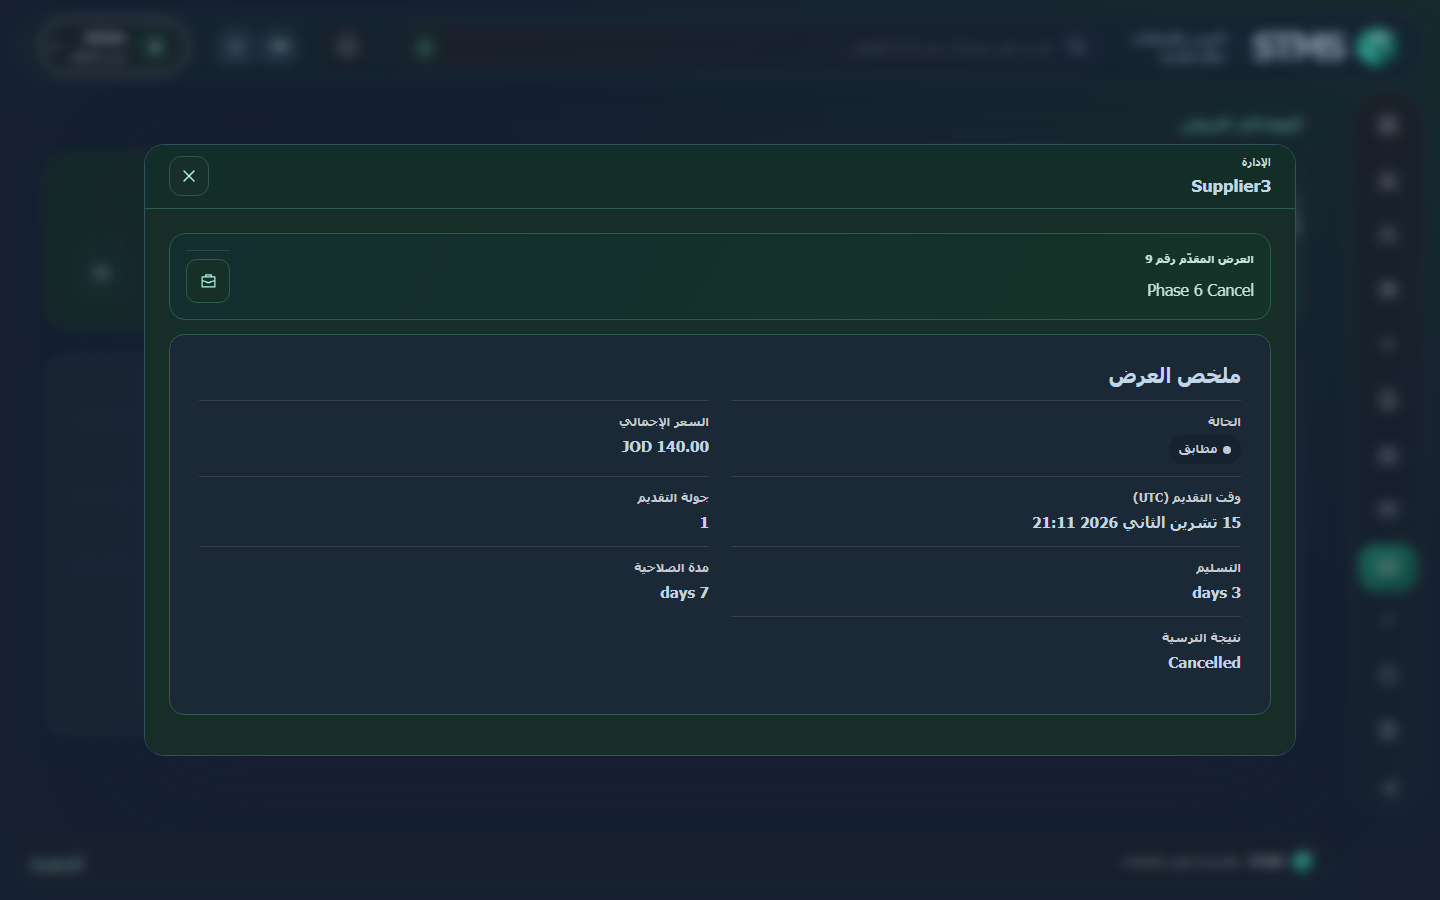 STMS
الإدارة
Supplier3
العرض المقدّم رقم 9
Phase 6 Cancel
ملخص العرض
الحالة
مطابق
السعر الإجمالي
JOD 140.00
وقت التقديم (UTC)
15 تشرين الثاني 2026 21:11
جولة التقديم
1
التسليم
3 days
مدة الصلاحية
7 days
نتيجة الترسية
Cancelled